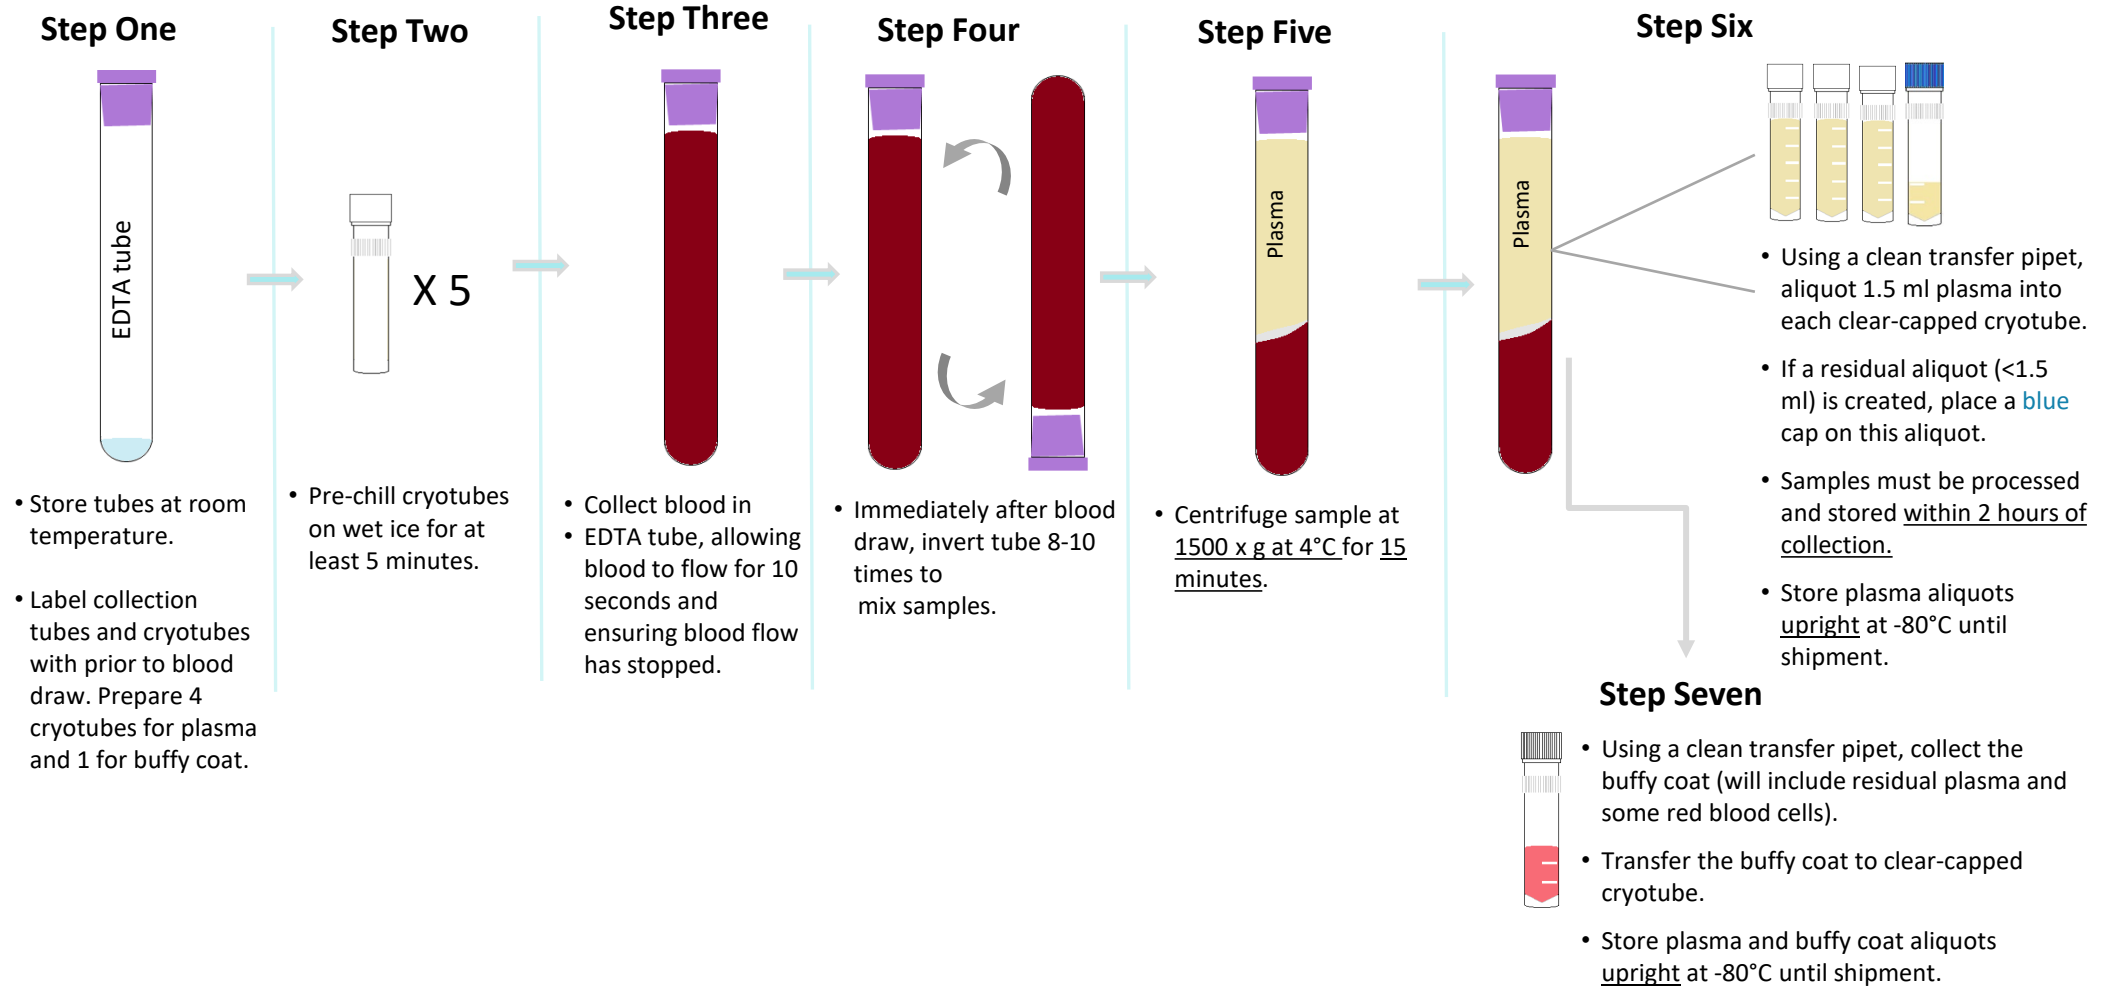 Step One
EDTA tube
• Store tubes at room
temperature.
• Label collection
tubes and cryotubes
with prior to blood
draw. Prepare 4
cryotubes for plasma
and 1 for buffy coat.
Step Two
X 5
• Pre-chill cryotubes
on wet ice for at
least 5 minutes.
Step Three
• Collect blood in
• EDTA tube, allowing
blood to flow for 10
seconds and
ensuring blood flow
has stopped.
Step Four
• Immediately after blood
draw, invert tube 8-10
times to
mix samples.
Step Five
Plasma
• Centrifuge sample at
1500 x g at 4°C for 15
minutes.
Step Six
Plasma
• Using a clean transfer pipet,
aliquot 1.5 ml plasma into
each clear-capped cryotube.
• If a residual aliquot (<1.5
ml) is created, place a blue
cap on this aliquot.
• Samples must be processed
and stored within 2 hours of
collection.
• Store plasma aliquots
upright at -80°C until
shipment.
Step Seven
• Using a clean transfer pipet, collect the
buffy coat (will include residual plasma and
some red blood cells).
• Transfer the buffy coat to clear-capped
cryotube.
• Store plasma and buffy coat aliquots
upright at -80°C until shipment.